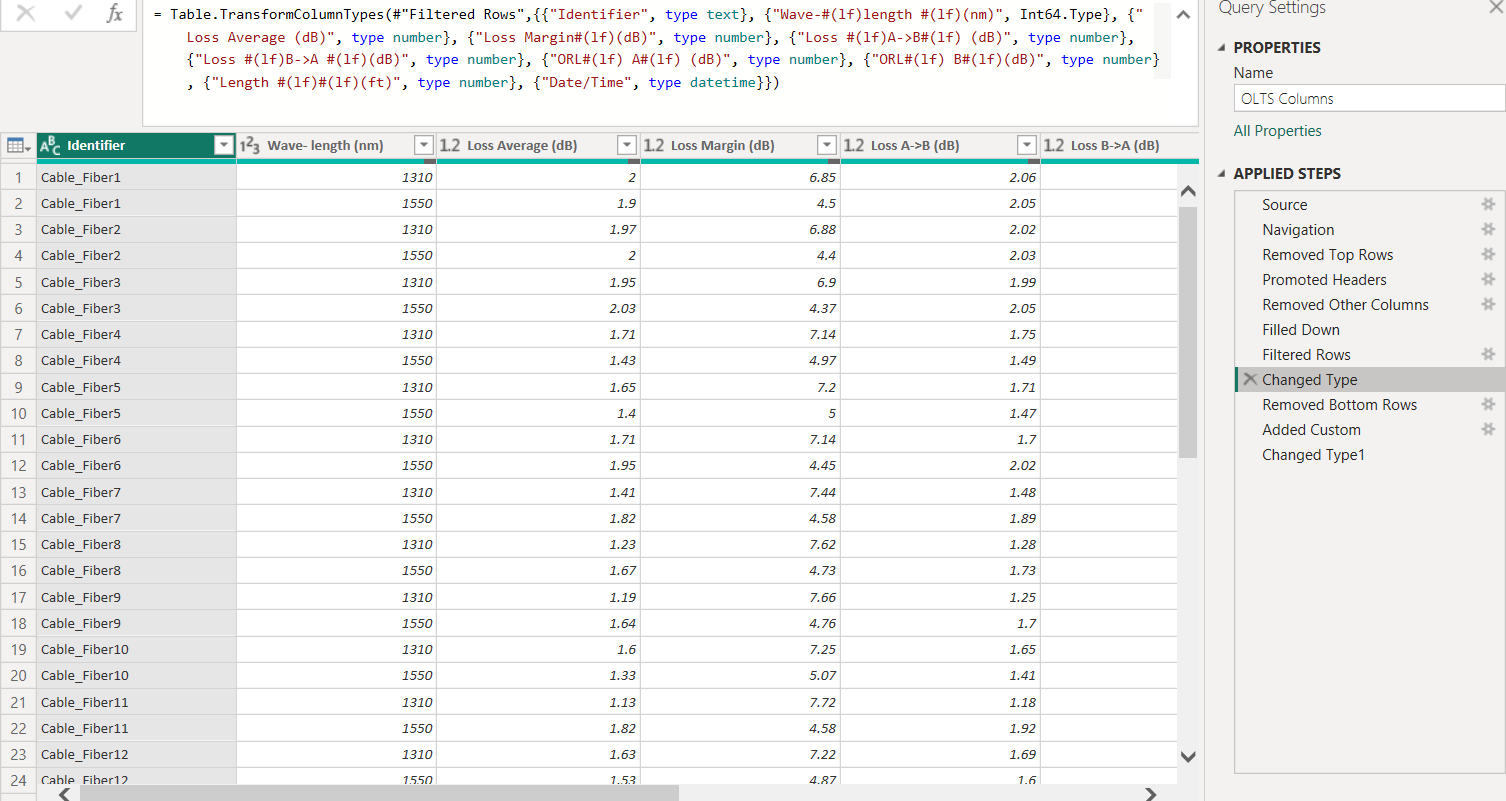 fx
= Table.TransformColumnTypes(#"Filtered Rows",{{"Identifier", type text}, {"Wave-#(lf)length #(lf)(nm)", Int64.Type}, {"
Loss Average (dB)", type number}, {"Loss Margin#(lf)(dB)", type number}, {"Loss #(lf)A->B#(lf) (dB)", type number},
{"Loss #(lf)B->A #(lf)(dB)", type number}, {"ORL#(lf) A#(lf) (dB)", type number}, {"ORL#(lf) B#(lf)(dB)", type number}
, {"Length #(lf)#(lf)(ft)", type number}, {"Date/Time", type datetime}})
ABC Identifier 123 Wave- length (nm) 1.2 Loss Average (dB) 1.2 Loss Margin (dB) 1.2 Loss A->B (dB) 1.2 Loss B->A (dB)
1 Cable_Fiber1 1310 2 6.85 2.06
2 Cable_Fiber1 1550 1.9 4.5 2.05
3 Cable_Fiber2 1310 1.97 6.88 2.02
4 Cable_Fiber2 1550 2 4.4 2.03
5 Cable_Fiber3 1310 1.95 6.9 1.99
6 Cable_Fiber3 1550 2.03 4.37 2.05
7 Cable_Fiber4 1310 1.71 7.14 1.75
8 Cable_Fiber4 1550 1.43 4.97 1.49
9 Cable_Fiber5 1310 1.65 7.2 1.71
10 Cable_Fiber5 1550 1.4 5 1.47
11 Cable_Fiber6 1310 1.71 7.14 1.7
12 Cable_Fiber6 1550 1.95 4.45 2.02
13 Cable_Fiber7 1310 1.41 7.44 1.48
14 Cable_Fiber7 1550 1.82 4.58 1.89
15 Cable_Fiber8 1310 1.23 7.62 1.28
16 Cable_Fiber8 1550 1.67 4.73 1.73
17 Cable_Fiber9 1310 1.19 7.66 1.25
18 Cable_Fiber9 1550 1.64 4.76 1.7
19 Cable_Fiber10 1310 1.6 7.25 1.65
20 Cable_Fiber10 1550 1.33 5.07 1.41
21 Cable_Fiber11 1310 1.13 7.72 1.18
22 Cable_Fiber11 1550 1.82 4.58 1.92
23 Cable_Fiber12 1310 1.63 7.22 1.69
24 Cable_Fiber12 1550 1.53 4.87 1.6
Query Settings
PROPERTIES
Name
OLTS Columns
All Properties
APPLIED STEPS
Source
Navigation
Removed Top Rows
Promoted Headers
Removed Other Columns
Filled Down
Filtered Rows
Changed Type
Removed Bottom Rows
Added Custom
Changed Type1